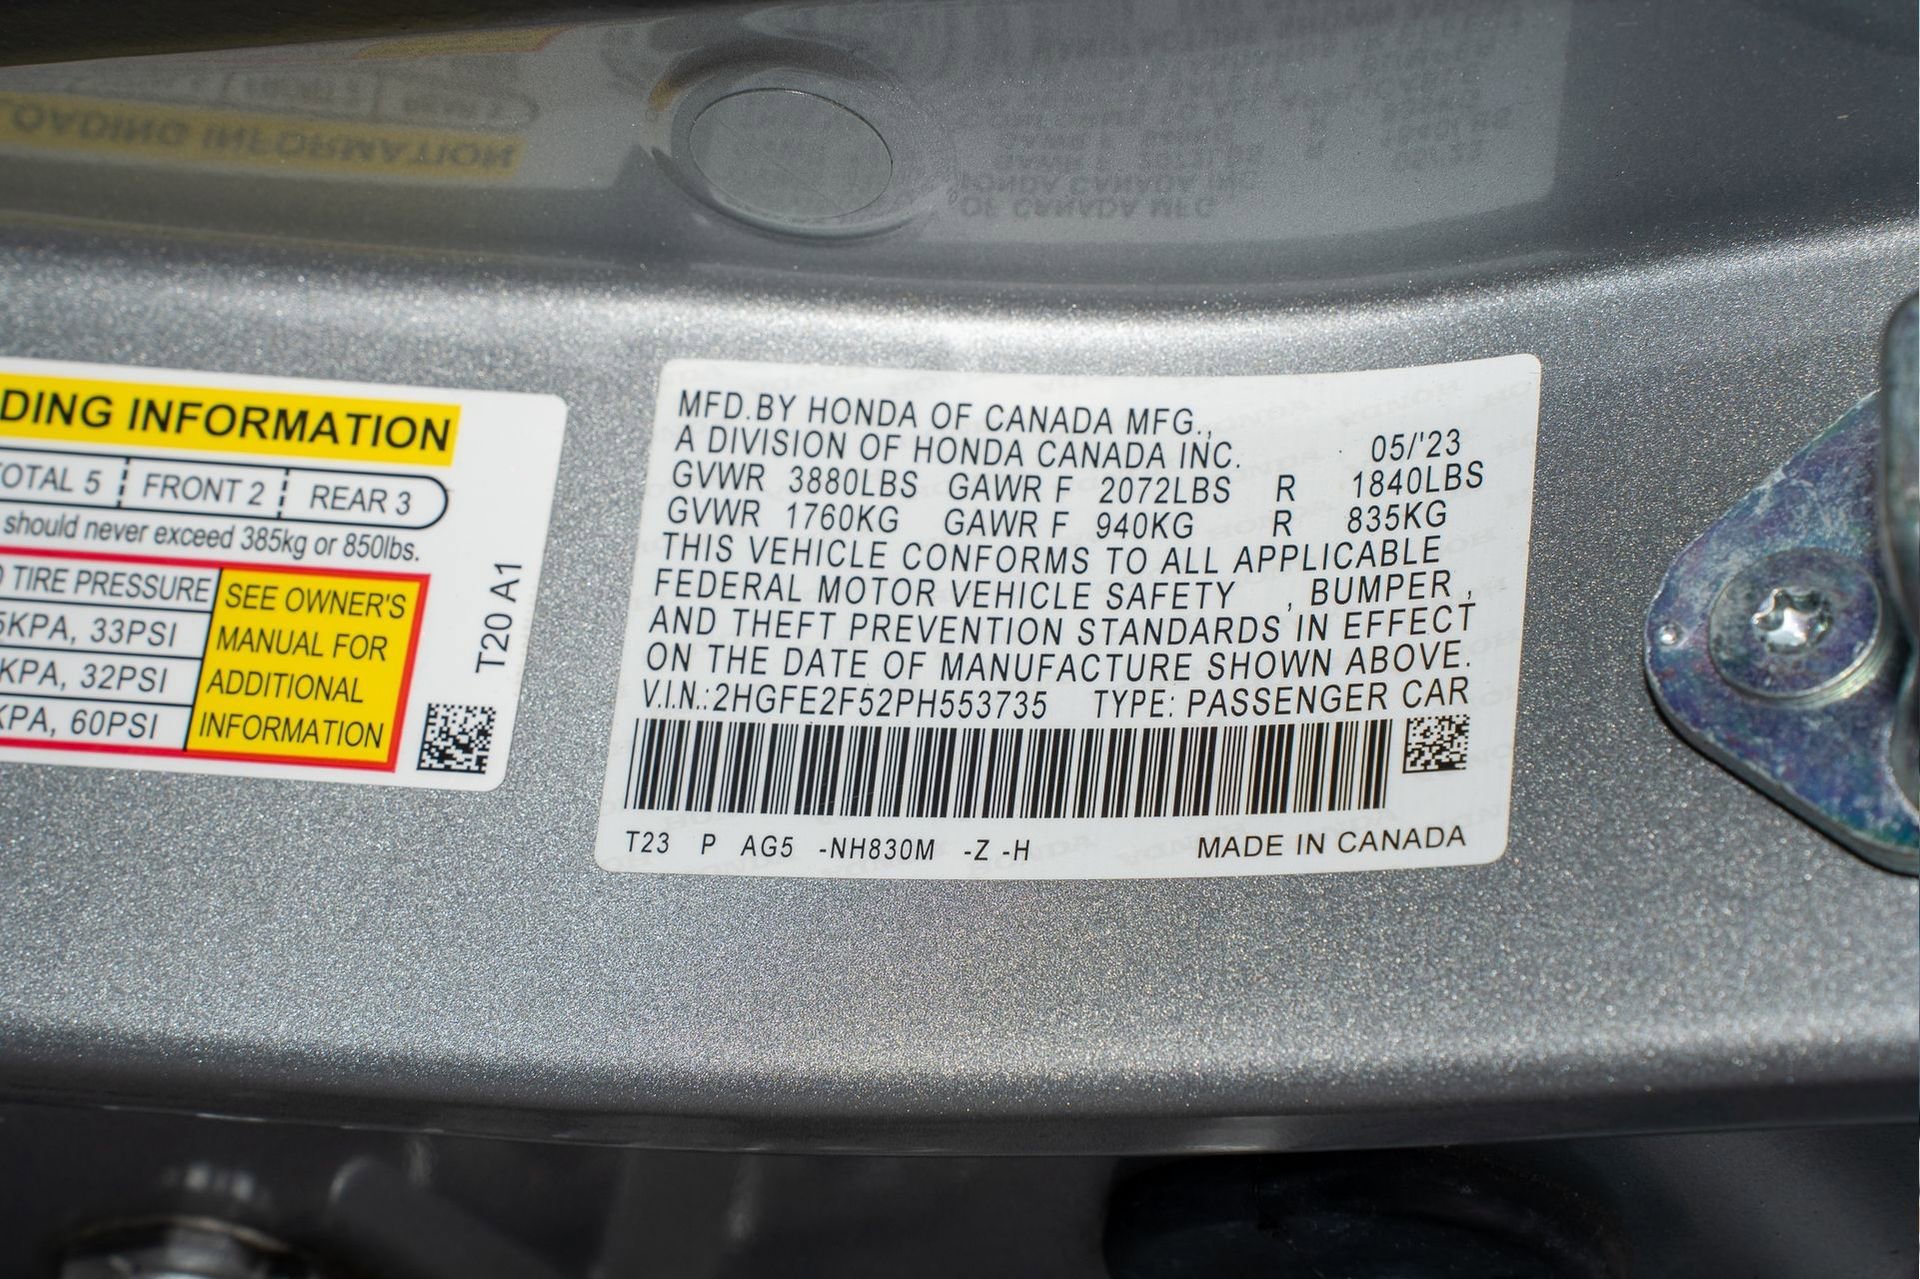 DING INFORMATION
OTAL 5 FRONT 2 REAR 3
should never exceed 385kg or 850lbs.
TIRE PRESSURE
5KPA, 33PSI
KPA, 32PSI
KPA, 60PSI
SEE OWNER'S
MANUAL FOR
ADDITIONAL
INFORMATION
T20 A1
MFD.BY HONDA OF CANADA MFG.,
A DIVISION OF HONDA CANADA INC. 05/'23
GVWR 3880LBS GAWR F 2072LBS R 1840LBS
GVWR 1760KG GAWR F 940KG R 835KG
THIS VEHICLE CONFORMS TO ALL APPLICABLE
FEDERAL MOTOR VEHICLE SAFETY , BUMPER ,
AND THEFT PREVENTION STANDARDS IN EFFECT
ON THE DATE OF MANUFACTURE SHOWN ABOVE.
V.I.N.:2HGFE2F52PH553735 TYPE: PASSENGER CAR
T23 P AG5 -NH830M -Z -H MADE IN CANADA